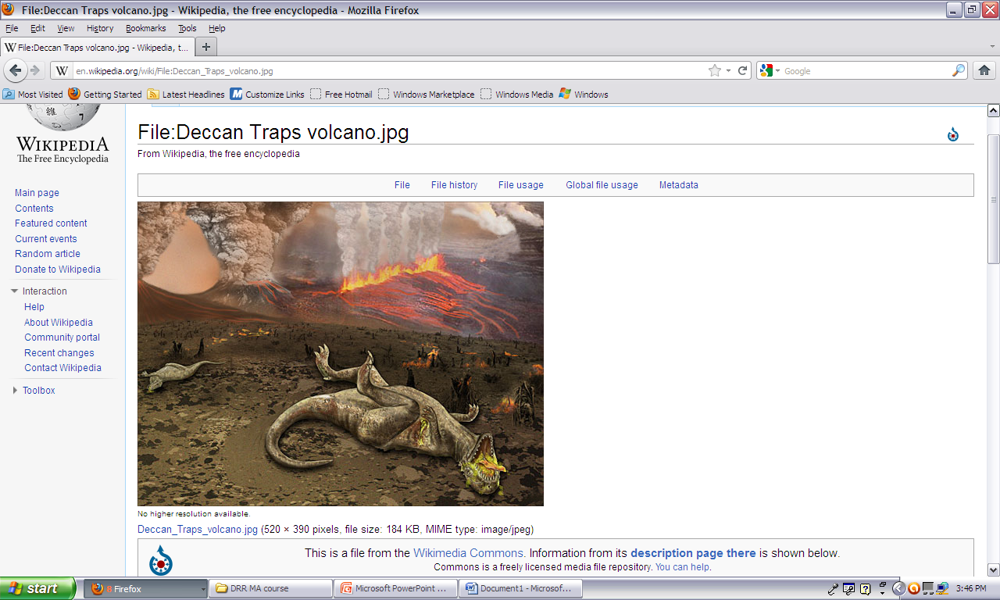 File:Deccan Traps volcano.jpg - Wikipedia, the free encyclopedia - Mozilla Firefox
File Edit View History Bookmarks Tools Help
W File:Deccan Traps volcano.jpg - Wikipedia, t... +
W en.wikipedia.org/wiki/File:Deccan_Traps_volcano.jpg Google
Most Visited Getting Started Latest Headlines Customize Links Free Hotmail Windows Marketplace Windows Media Windows
維 7
WIKIPEDIA
The Free Encyclopedia
Main page
Contents
Featured content
Current events
Random article
Donate to Wikipedia
Interaction
Help
About Wikipedia
Community portal
Recent changes
Contact Wikipedia
Toolbox
File:Deccan Traps volcano.jpg
From Wikipedia, the free encyclopedia
File File history File usage Global file usage Metadata
No higher resolution available.
Deccan_Traps_volcano.jpg (520 × 390 pixels, file size: 184 KB, MIME type: image/jpeg)
This is a file from the Wikimedia Commons. Information from its description page there is shown below.
Commons is a freely licensed media file repository. You can help.
start 8 Firefox DRR MA course Microsoft PowerPoint ... Document1 - Microsof... 3:46 PM